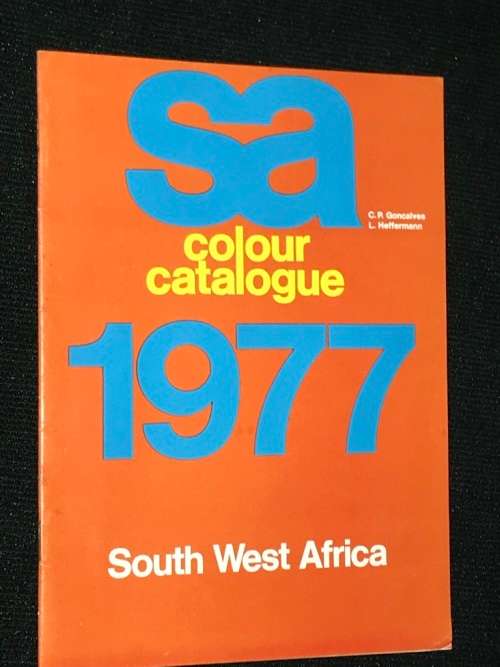 sa
C. P. Goncalves
L. Heffermann
colour
catalogue
1977
South West Africa